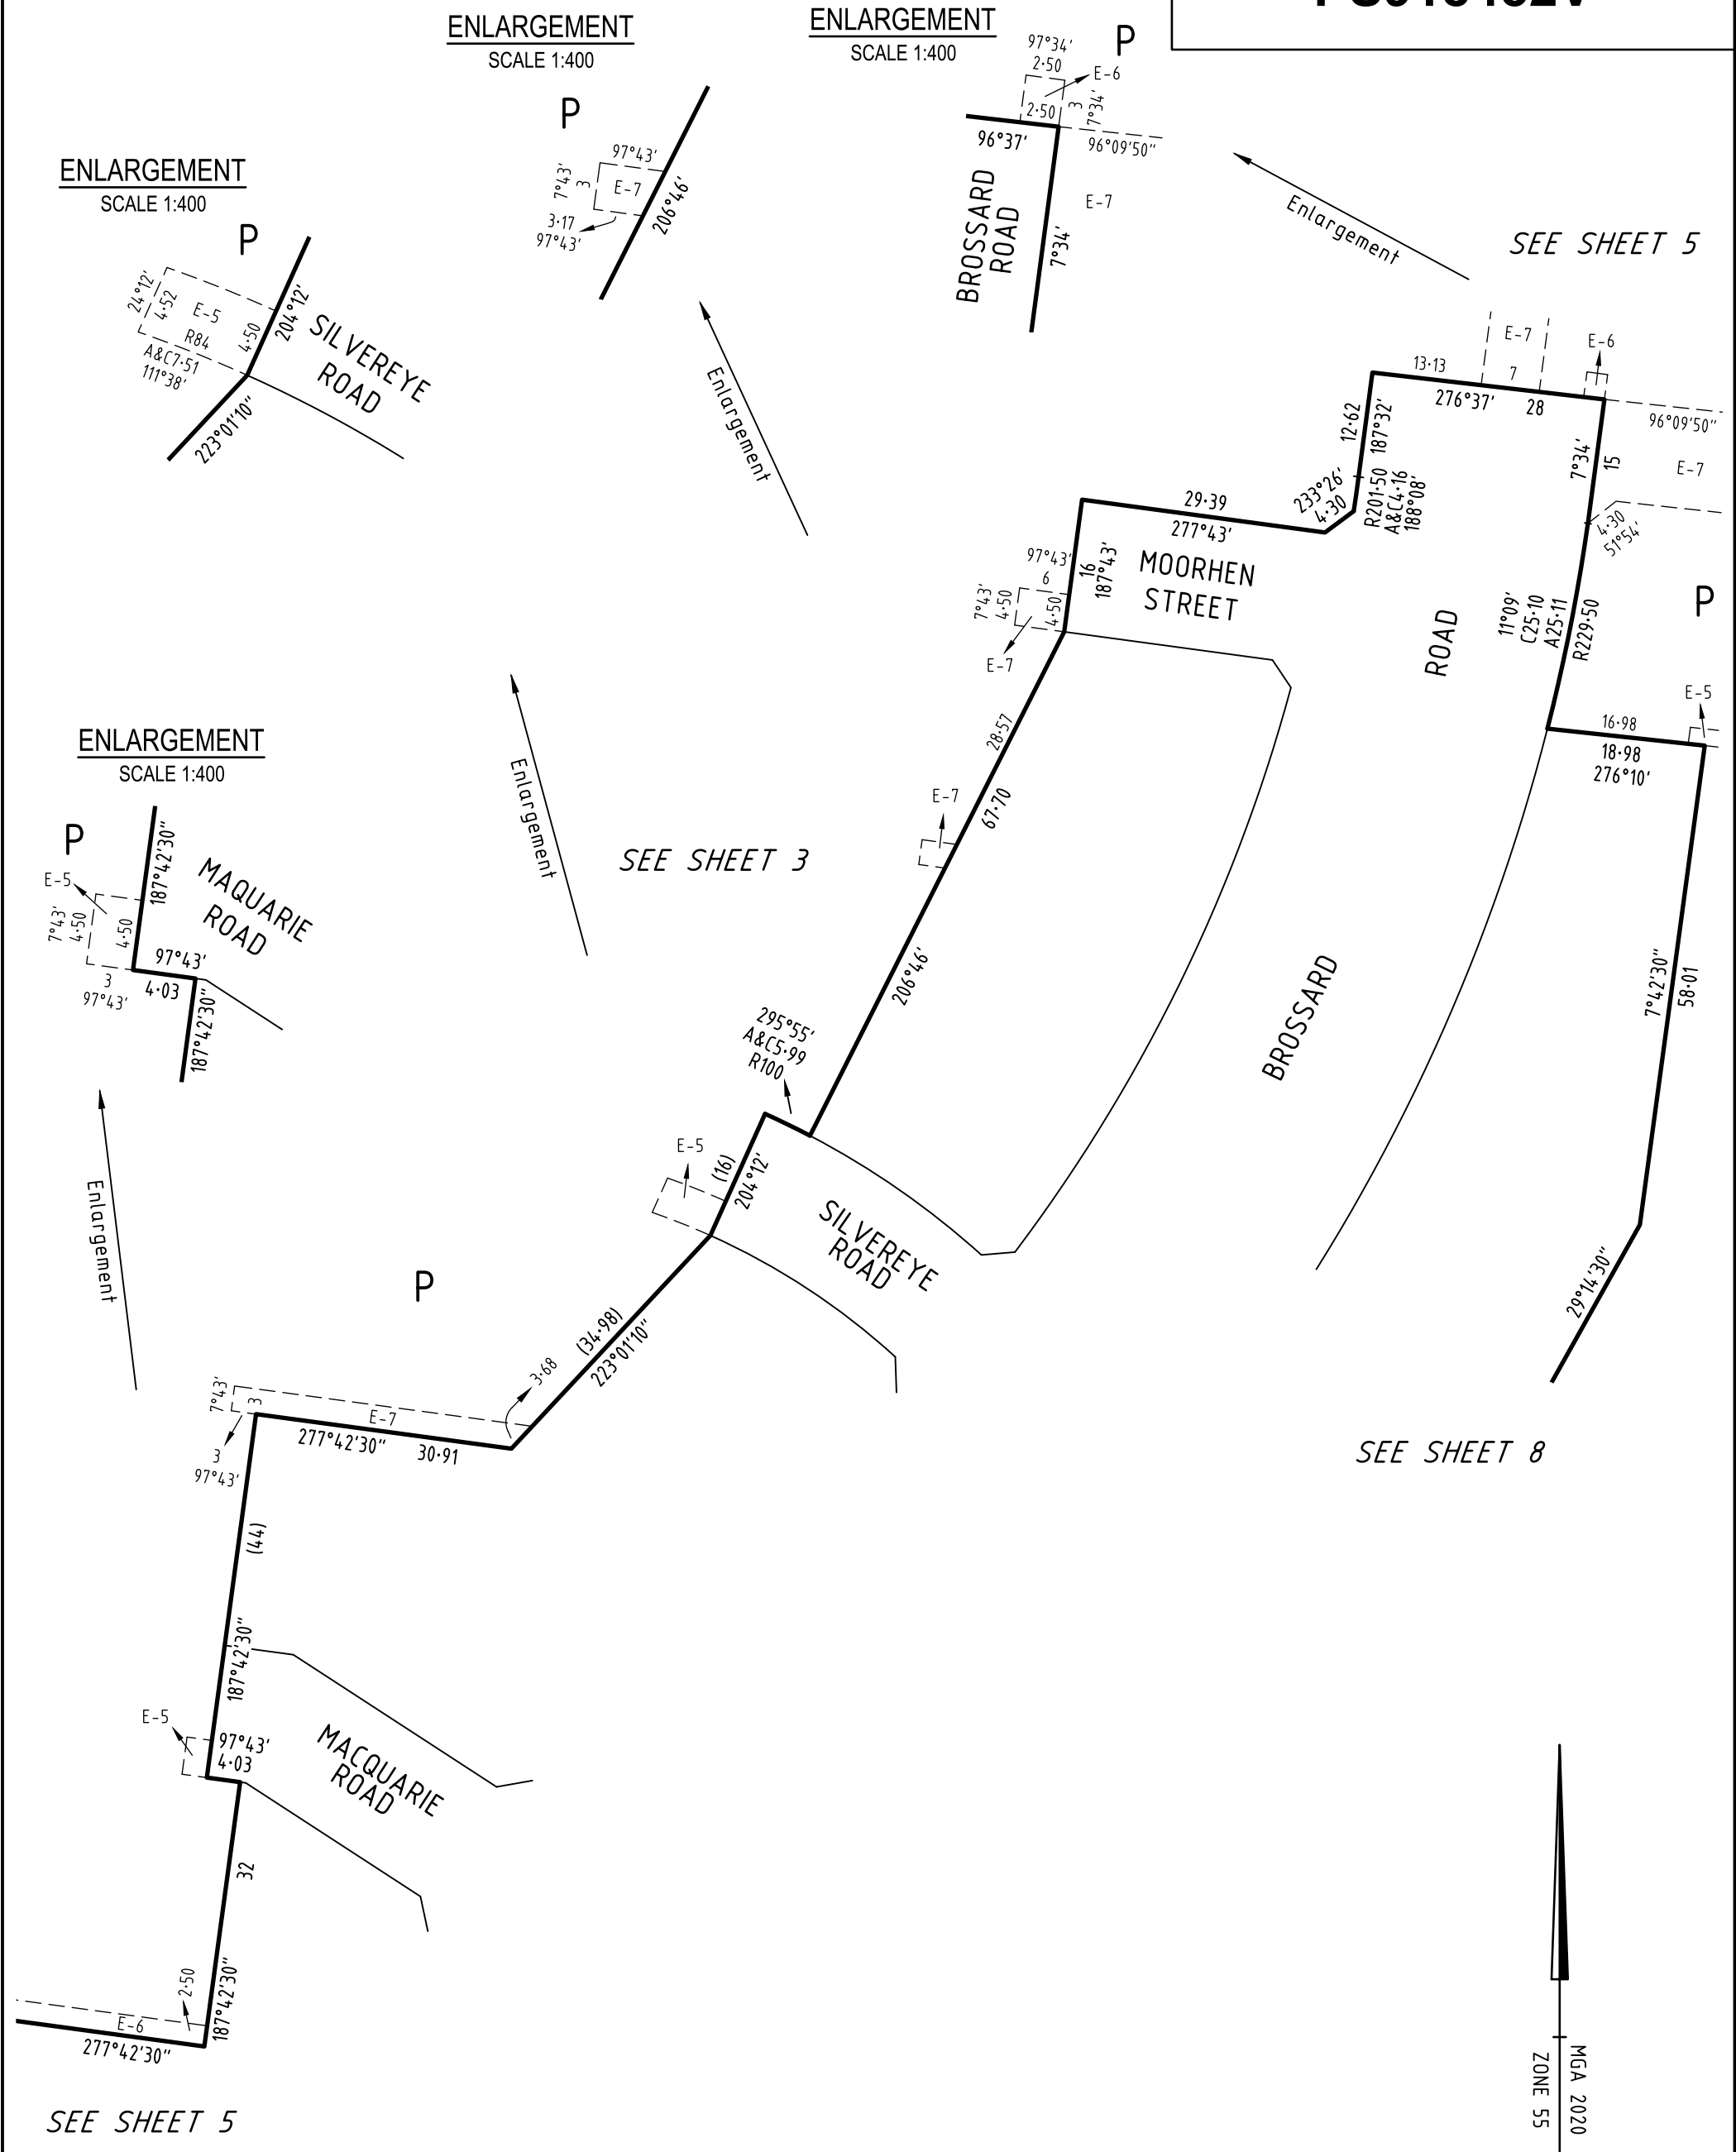 ENLARGEMENT
SCALE 1:400
P
97°43'
7°43'
3
E-7
3·17
97°43'
206°46'
ENLARGEMENT
SCALE 1:400
97°34'
2·50
P
E-6
2·50
3
7°34'
96°37'
96°09'50"
BROSSARD
ROAD
E-7
7°34'
Enlargement
SEE SHEET 5
ENLARGEMENT
SCALE 1:400
P
24°12'
4·52
E-5
R84
4·50
204°12'
A&C7·51
111°38'
SILVEREYE
ROAD
223°01'10"
Enlargement
E-7
E-6
13·13
7
276°37'
28
96°09'50"
12·62
187°32'
7°34'
15
E-7
233°26'
4·30
R201·50
A&C4·16
188°08'
4·30
51°54'
29·39
277°43'
MOORHEN
STREET
97°43'
6
16
187°43'
7°43'
4·50
4·50
E-7
11°09'
C25·10
A25·11
R229·50
P
ROAD
E-5
16·98
18·98
276°10'
28·57
E-7
67·70
Enlargement
SEE SHEET 3
ENLARGEMENT
SCALE 1:400
P
E-5
187°42'30"
7°43'
4·50
4·50
MAQUARIE
ROAD
97°43'
3
4·03
97°43'
187°42'30"
206°46'
BROSSARD
7°42'30"
58·01
295°55'
A&C5·99
R100
E-5
(16)
204°12'
SILVEREYE
ROAD
Enlargement
P
29°14'30"
(34·98)
223°01'10"
3·68
7°43'
3
E-7
277°42'30"
30·91
3
97°43'
SEE SHEET 8
(44)
187°42'30"
E-5
97°43'
4·03
MACQUARIE
ROAD
32
2·50
187°42'30"
E-6
277°42'30"
SEE SHEET 5
MGA 2020
ZONE 55